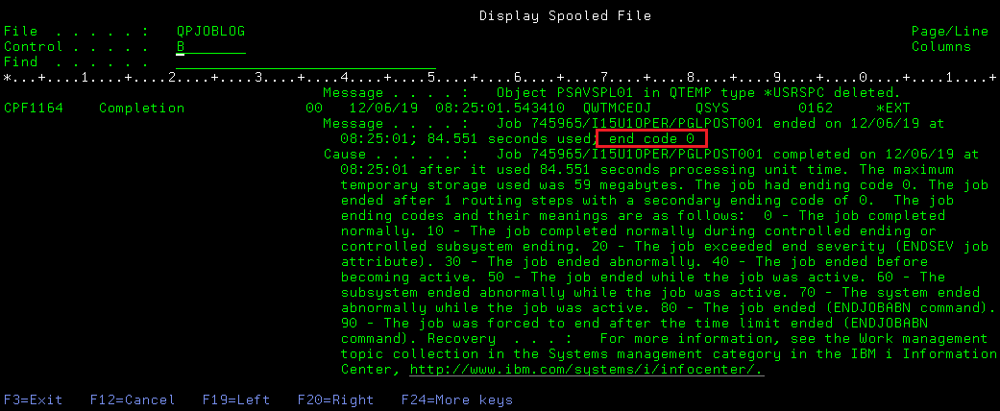 Display Spooled File
File . . . . . : QPJOBLOG Page/Line
Control . . . . . B Columns
Find . . . . . .
*...+....1....+....2....+....3....+....4....+....5....+....6....+....7....+....8....+....9....+....0....+....1....+
Message . . . . : Object PSAVSPL01 in QTEMP type *USRSPC deleted.
CPF1164 Completion 00 12/06/19 08:25:01.543410 QWTMCEOJ QSYS 0162 *EXT
Message . . . . : Job 745965/I15U1OPER/PGLPOST001 ended on 12/06/19 at
08:25:01; 84.551 seconds used; end code 0
Cause . . . . . : Job 745965/I15U1OPER/PGLPOST001 completed on 12/06/19 at
08:25:01 after it used 84.551 seconds processing unit time. The maximum
temporary storage used was 59 megabytes. The job had ending code 0. The job
ended after 1 routing steps with a secondary ending code of 0. The job
ending codes and their meanings are as follows: 0 - The job completed
normally. 10 - The job completed normally during controlled ending or
controlled subsystem ending. 20 - The job exceeded end severity (ENDSEV job
attribute). 30 - The job ended abnormally. 40 - The job ended before
becoming active. 50 - The job ended while the job was active. 60 - The
subsystem ended abnormally while the job was active. 70 - The system ended
abnormally while the job was active. 80 - The job ended (ENDJOBABN command).
90 - The job was forced to end after the time limit ended (ENDJOBABN
command). Recovery . . . : For more information, see the Work management
topic collection in the Systems management category in the IBM i Information
Center, http://www.ibm.com/systems/i/infocenter/.
F3=Exit F12=Cancel F19=Left F20=Right F24=More keys